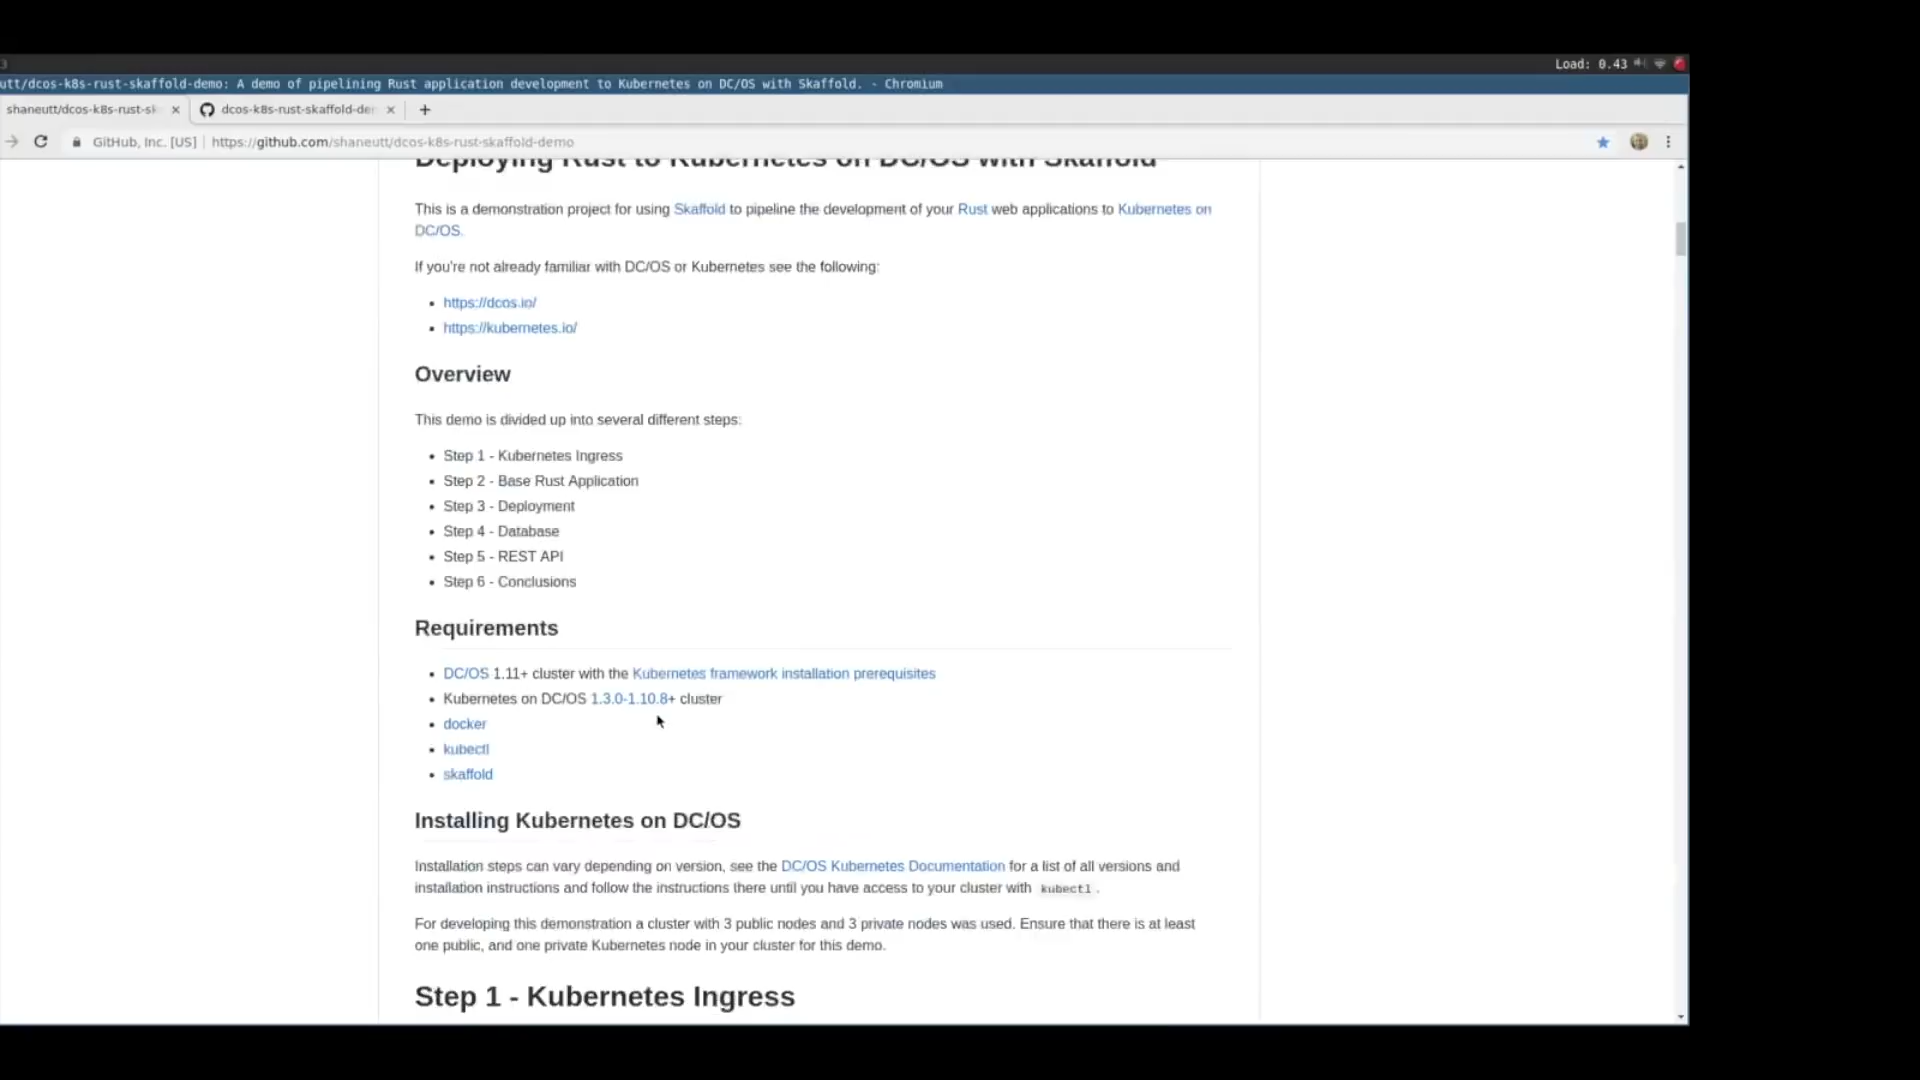 3
Load: 0.43
utt/dcos-k8s-rust-skaffold-demo: A demo of pipelining Rust application development to Kubernetes on DC/OS with Skaffold. - Chromium
shaneutt/dcos-k8s-rust-sk
dcos-k8s-rust-skaffold-de
GitHub, Inc. [US] | https://github.com/shaneutt/dcos-k8s-rust-skaffold-demo
Deploying Rust to Kubernetes on DC/OS with Skaffold
This is a demonstration project for using Skaffold to pipeline the development of your Rust web applications to Kubernetes on
DC/OS.
If you're not already familiar with DC/OS or Kubernetes see the following:
• https://dcos.io/
• https://kubernetes.io/
Overview
This demo is divided up into several different steps:
• Step 1 - Kubernetes Ingress
• Step 2 - Base Rust Application
• Step 3 - Deployment
• Step 4 - Database
• Step 5 - REST API
• Step 6 - Conclusions
Requirements
• DC/OS 1.11+ cluster with the Kubernetes framework installation prerequisites
• Kubernetes on DC/OS 1.3.0-1.10.8+ cluster
• docker
• kubectl
• skaffold
Installing Kubernetes on DC/OS
Installation steps can vary depending on version, see the DC/OS Kubernetes Documentation for a list of all versions and
installation instructions and follow the instructions there until you have access to your cluster with kubectl .
For developing this demonstration a cluster with 3 public nodes and 3 private nodes was used. Ensure that there is at least
one public, and one private Kubernetes node in your cluster for this demo.
Step 1 - Kubernetes Ingress